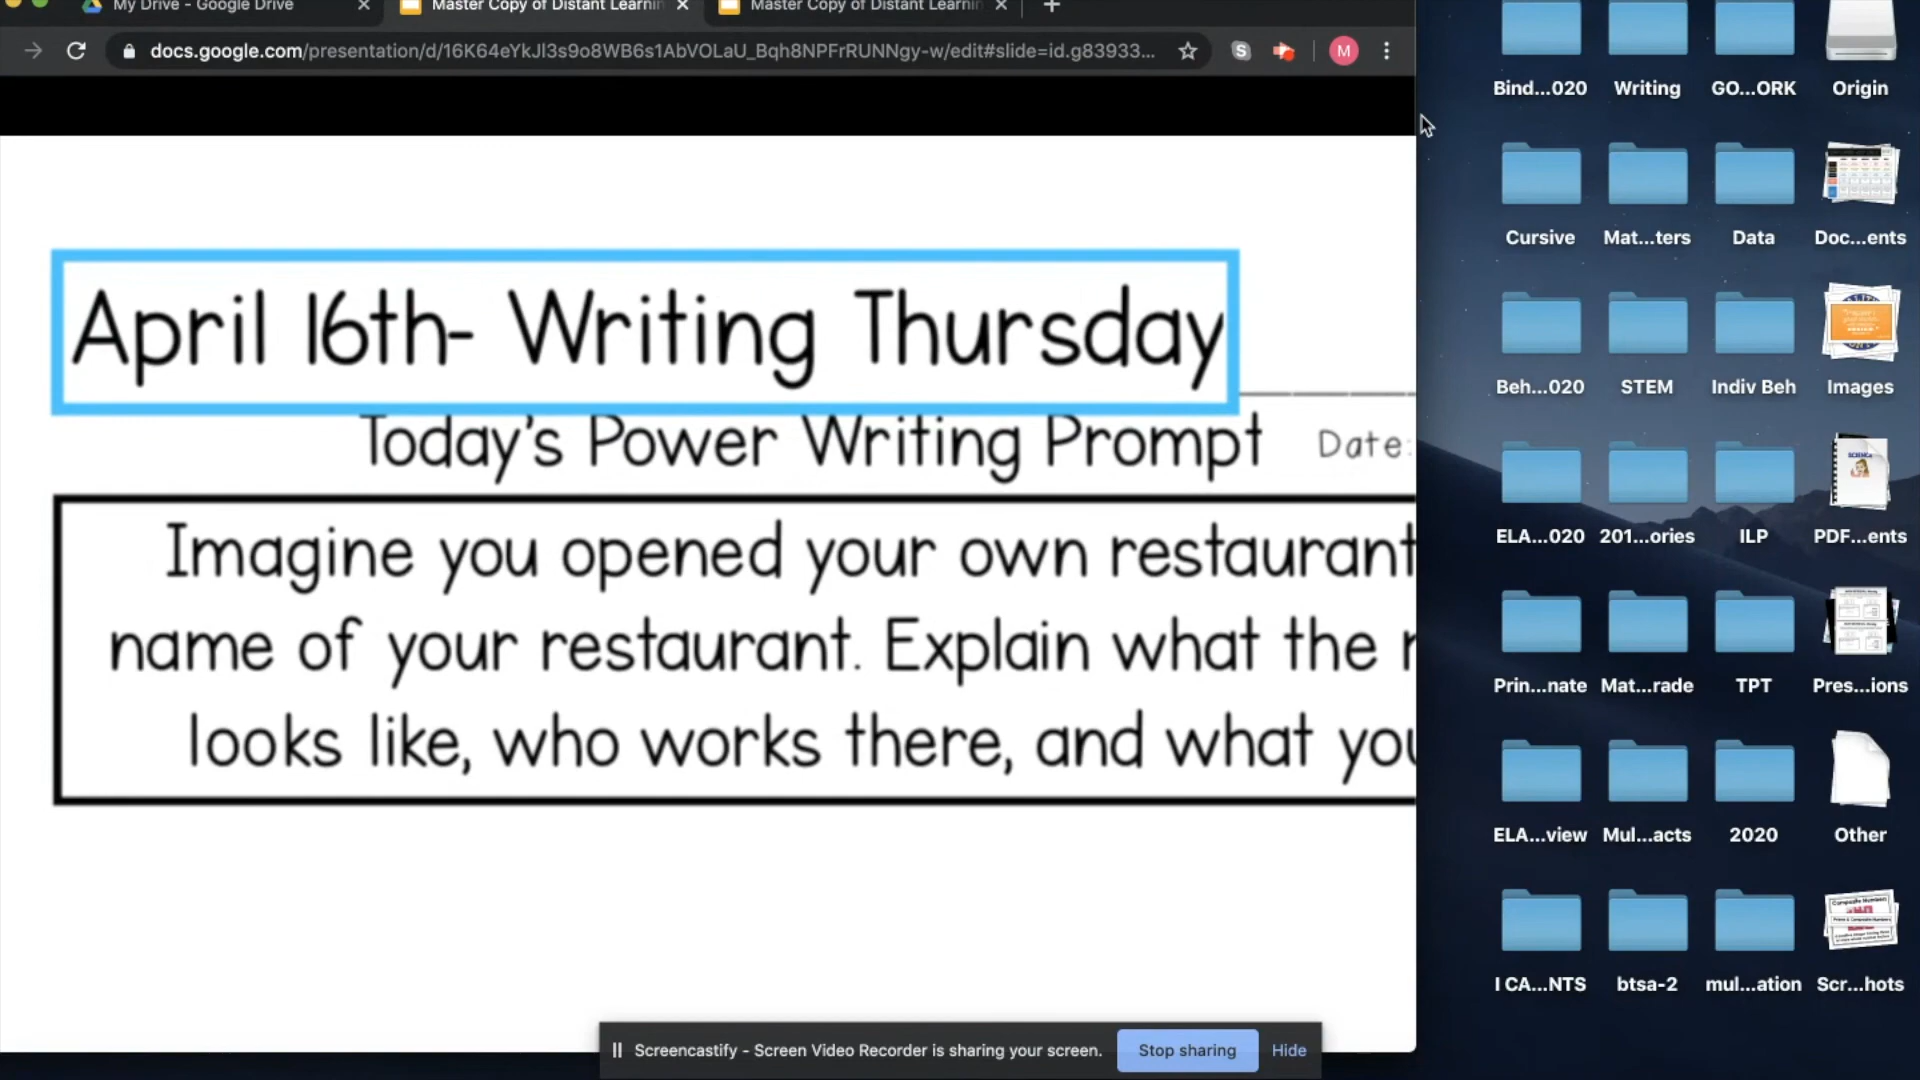 My Drive - Google Drive
Master Copy of Distant Learnin
Master Copy of Distant Learnin
docs.google.com/presentation/d/16K64eYkJl3s9o8WB6s1AbVOLaU_Bqh8NPFrRUNNgy-w/edit#slide=id.g83933...
M
April 16th- Writing Thursday
Today's Power Writing Prompt Date:
Imagine you opened your own restaurant
name of your restaurant. Explain what the
looks like, who works there, and what you
Screencastify - Screen Video Recorder is sharing your screen. Stop sharing Hide
Bind...020 Writing GO...ORK Origin
Cursive Mat...ters Data Doc...ents
Beh...020 STEM Indiv Beh Images
ELA...020 201...ories ILP PDF...ents
Prin...nate Mat...rade TPT Pres...ions
ELA...view Mul...acts 2020 Other
I CA...NTS btsa-2 mul...ation Scr...hots